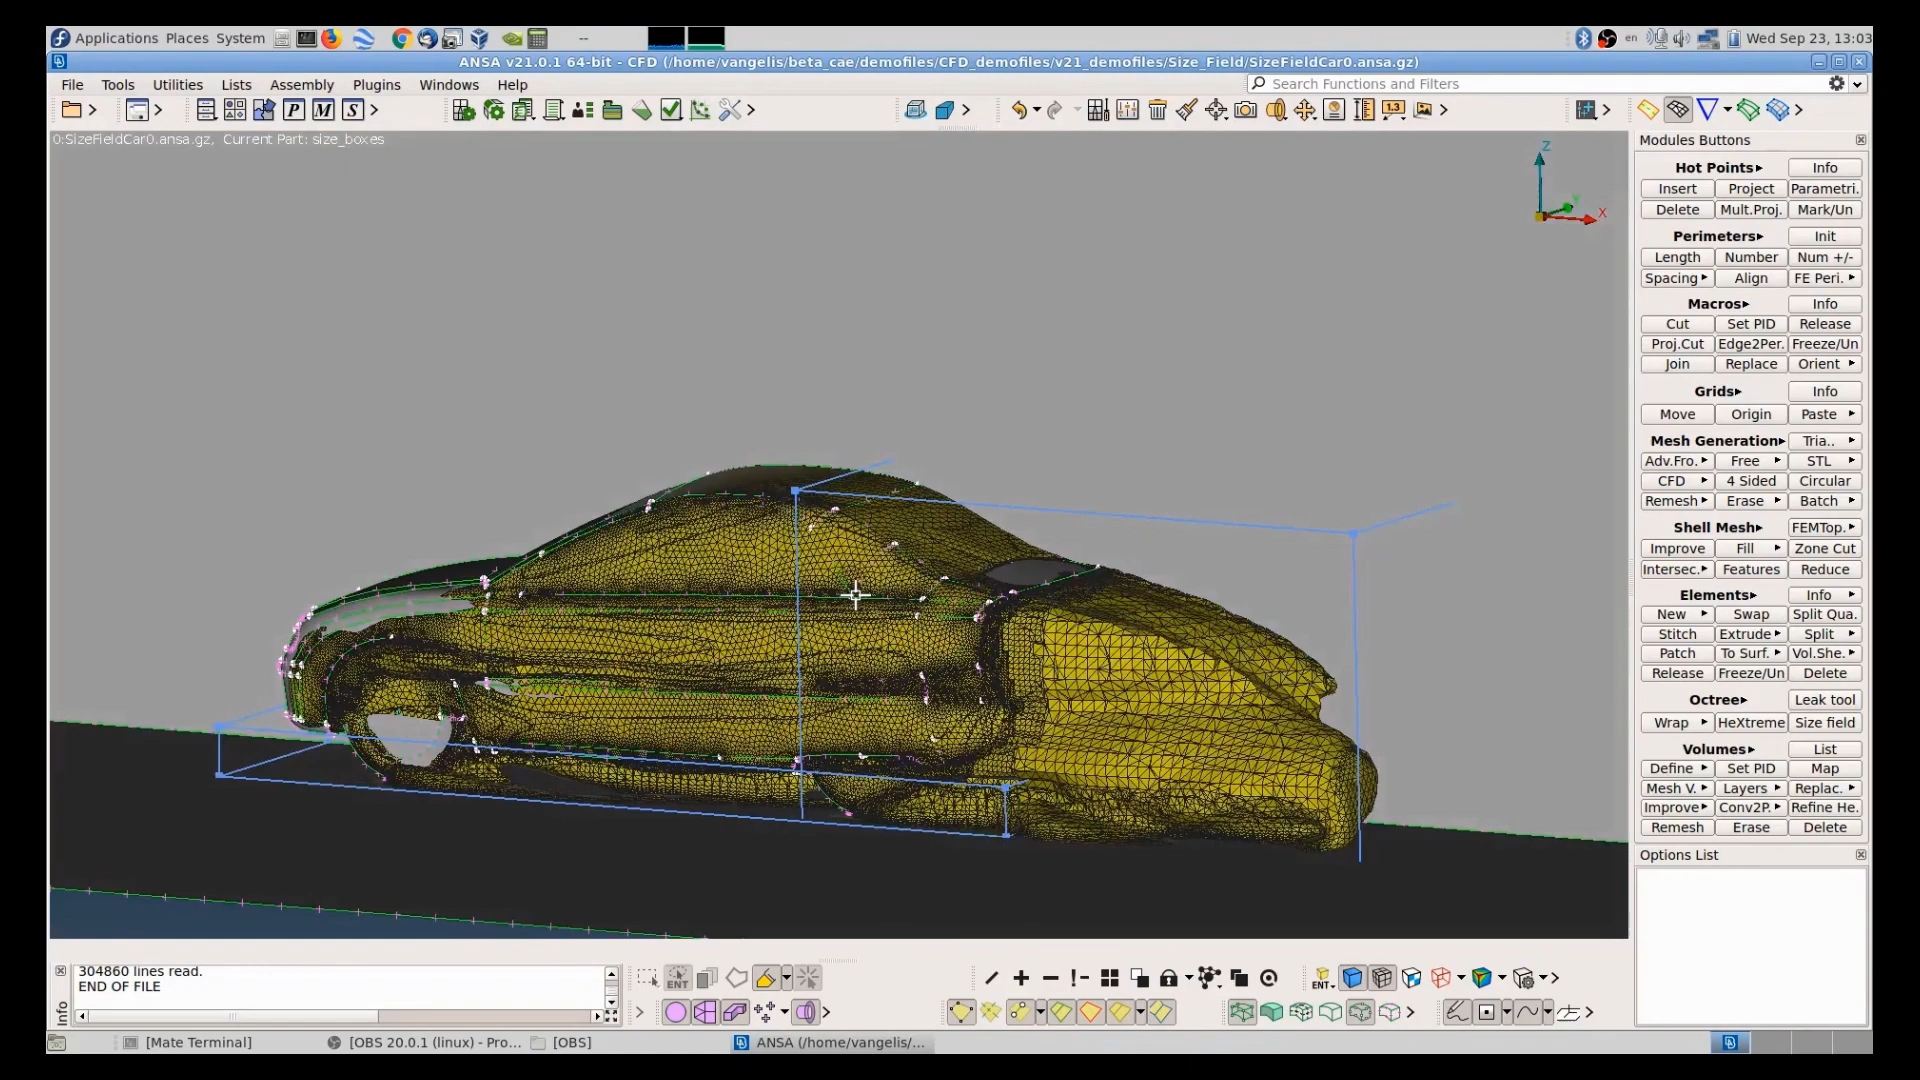 Applications Places System
--
en
Wed Sep 23, 13:03
ANSA v21.0.1 64-bit - CFD (/home/vangelis/beta_cae/demofiles/CFD_demofiles/v21_demofiles/Size_Field/SizeFieldCar0.ansa.gz)
File Tools Utilities Lists Assembly Plugins Windows Help
Search Functions and Filters
P M S 1.3
0:SizeFieldCar0.ansa.gz, Current Part: size_boxes
Z
Y
X
Modules Buttons
Hot Points Info
Insert Project Parametri.
Delete Mult.Proj. Mark/Un
Perimeters Init
Length Number Num +/-
Spacing Align FE Peri.
Macros Info
Cut Set PID Release
Proj.Cut Edge2Per. Freeze/Un
Join Replace Orient
Grids Info
Move Origin Paste
Mesh Generation Tria..
Adv.Fro. Free STL
CFD 4 Sided Circular
Remesh Erase Batch
Shell Mesh FEMTop.
Improve Fill Zone Cut
Intersec. Features Reduce
Elements Info
New Swap Split Qua.
Stitch Extrude Split
Patch To Surf. Vol.She.
Release Freeze/Un Delete
Octree Leak tool
Wrap HeXtreme Size field
Volumes List
Define Set PID Map
Mesh V. Layers Replac.
Improve Conv2P. Refine He.
Remesh Erase Delete
Options List
304860 lines read.
END OF FILE
Info
ENT
ENT.
[Mate Terminal] [OBS 20.0.1 (linux) - Pro... [OBS] ANSA (/home/vangelis/...